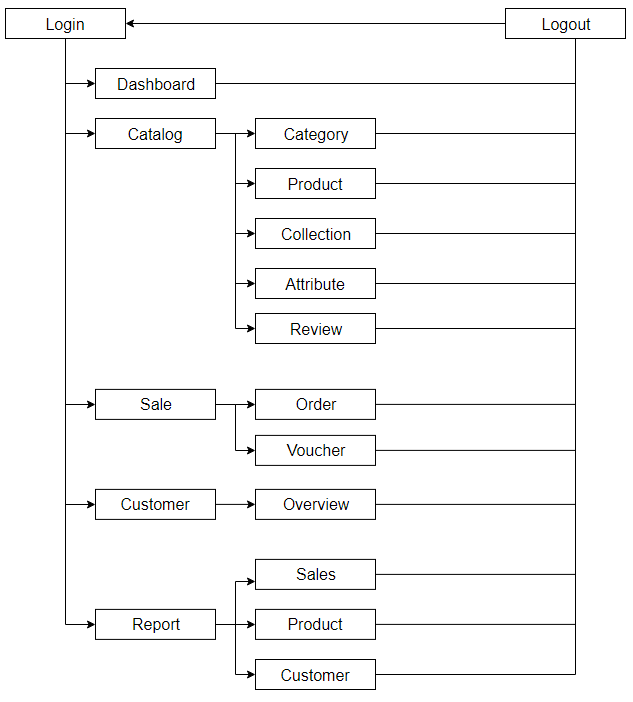 Login
Logout
Dashboard
Catalog
Category
Product
Collection
Attribute
Review
Sale
Order
Voucher
Customer
Overview
Sales
Report
Product
Customer